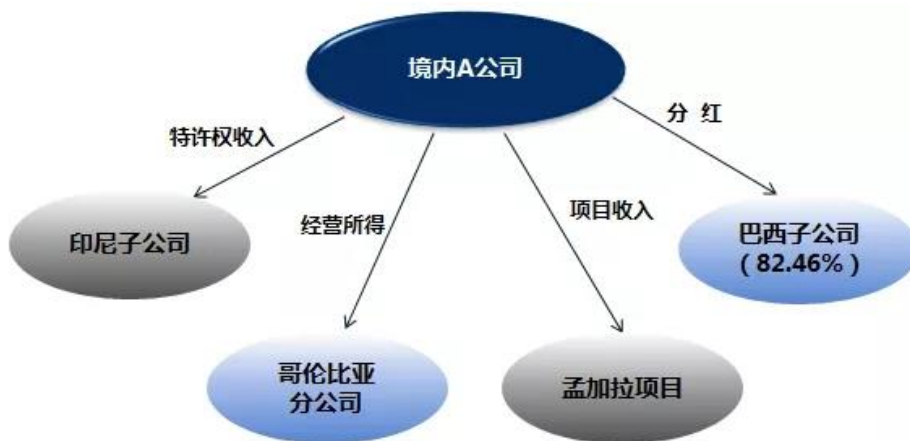 境内A公司
特许权收入
分 红
经营所得
项目收入
印尼子公司
巴西子公司
（82.46%）
哥伦比亚
分公司
孟加拉项目